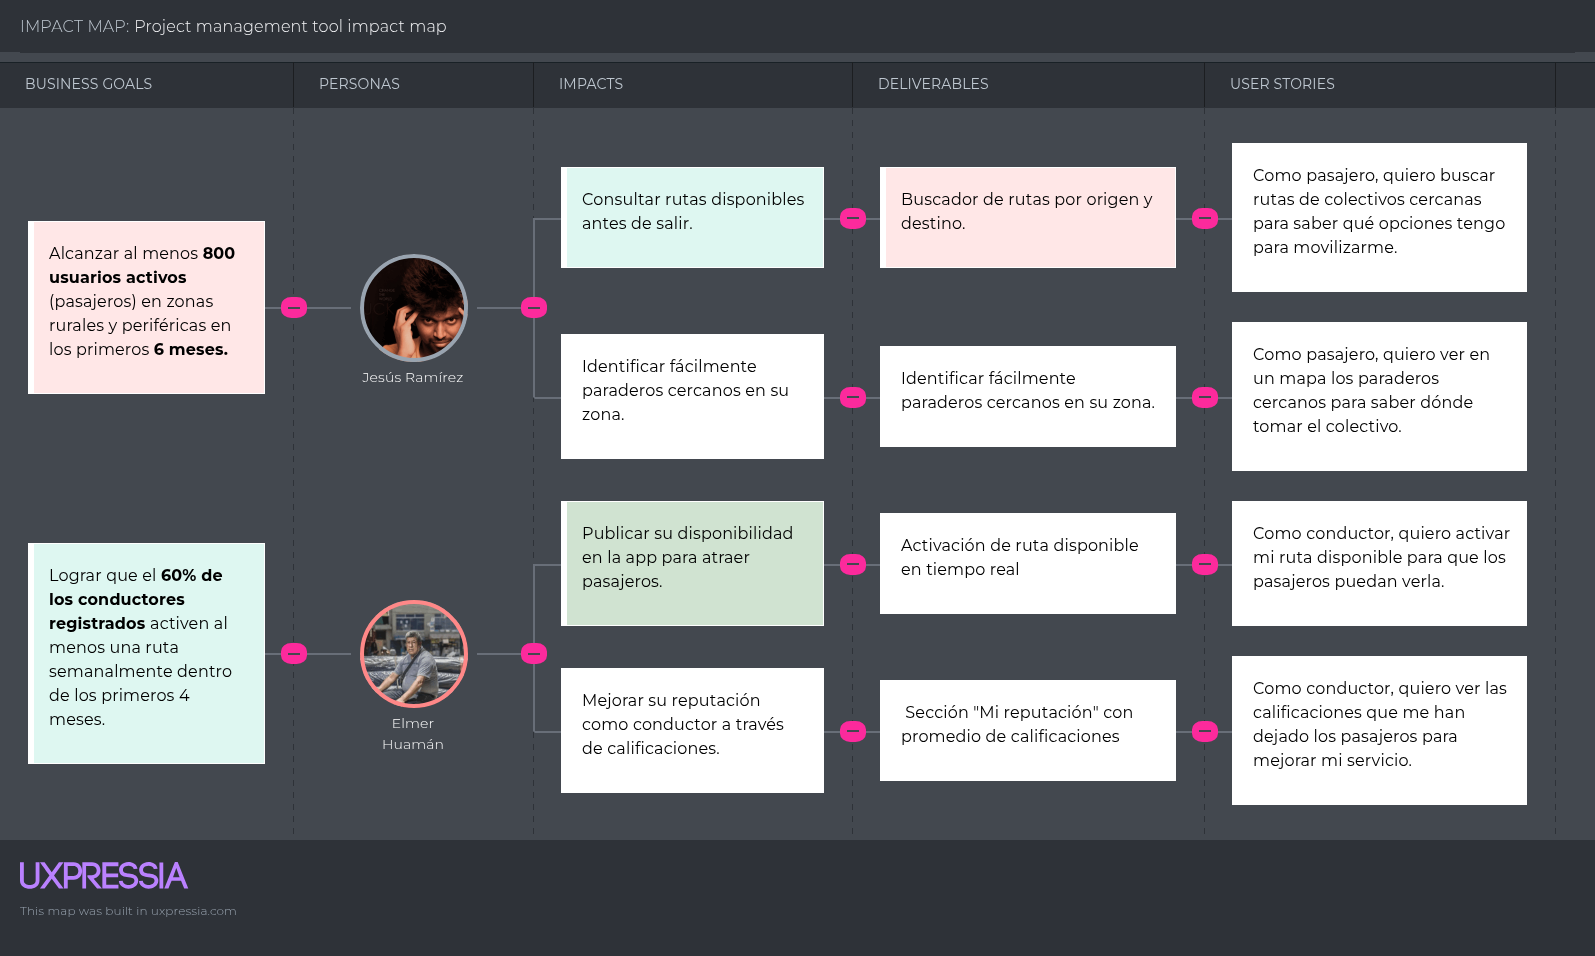 IMPACT MAP: Project management tool impact map
BUSINESS GOALS
PERSONAS
IMPACTS
DELIVERABLES
USER STORIES
Alcanzar al menos 800
usuarios activos
(pasajeros) en zonas
rurales y periféricas en
los primeros 6 meses.
Jesús Ramírez
Consultar rutas disponibles
antes de salir.
Buscador de rutas por origen y
destino.
Como pasajero, quiero buscar
rutas de colectivos cercanas
para saber qué opciones tengo
para movilizarme.
Identificar fácilmente
paraderos cercanos en su
zona.
Identificar fácilmente
paraderos cercanos en su zona.
Como pasajero, quiero ver en
un mapa los paraderos
cercanos para saber dónde
tomar el colectivo.
Lograr que el 60% de
los conductores
registrados activen al
menos una ruta
semanalmente dentro
de los primeros 4
meses.
Elmer
Huamán
Publicar su disponibilidad
en la app para atraer
pasajeros.
Activación de ruta disponible
en tiempo real
Como conductor, quiero activar
mi ruta disponible para que los
pasajeros puedan verla.
Mejorar su reputación
como conductor a través
de calificaciones.
Sección "Mi reputación" con
promedio de calificaciones
Como conductor, quiero ver las
calificaciones que me han
dejado los pasajeros para
mejorar mi servicio.
UXPRESSIA
This map was built in uxpressia.com